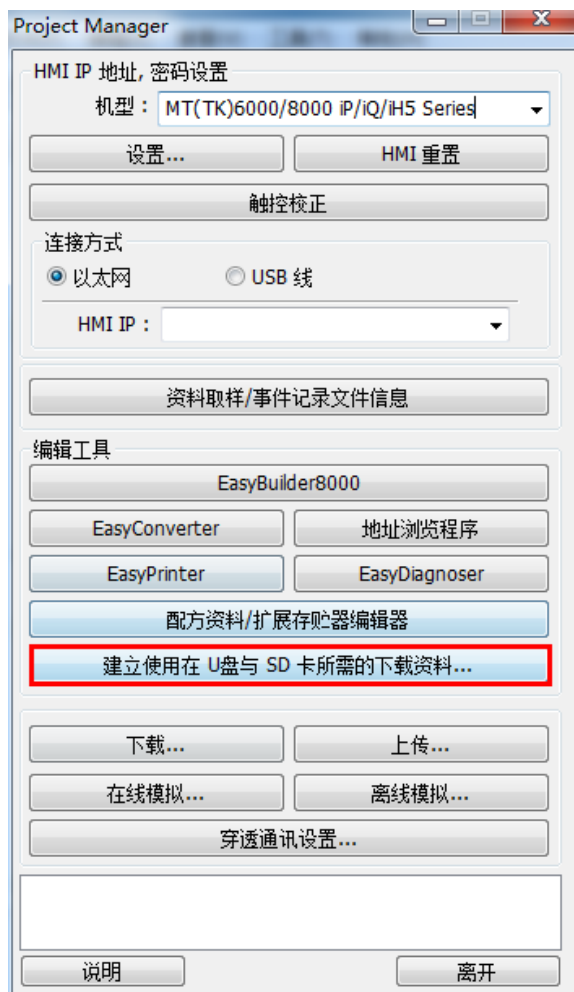 Project Manager
HMI IP 地址, 密码设置
机型： MT(TK)6000/8000 iP/iQ/iH5 Series
设置... HMI 重置
触控校正
连接方式
以太网 USB 线
HMI IP：
资料取样/事件记录文件信息
编辑工具
EasyBuilder8000
EasyConverter 地址浏览程序
EasyPrinter EasyDiagnoser
配方资料/扩展存贮器编辑器
建立使用在 U盘与 SD 卡所需的下载资料...
下载... 上传...
在线模拟... 离线模拟...
穿透通讯设置...
说明 离开